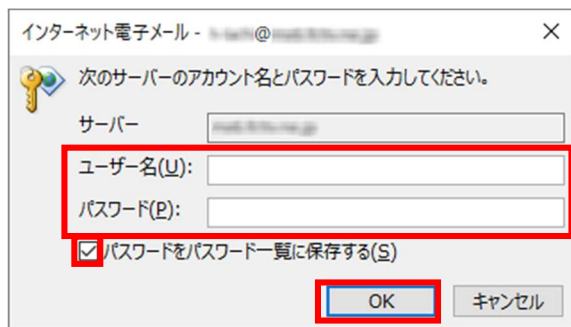 インターネット電子メール - @
次のサーバーのアカウント名とパスワードを入力してください。
サーバー
ユーザー名(U):
パスワード(P):
パスワードをパスワード一覧に保存する(S)
OK
キャンセル